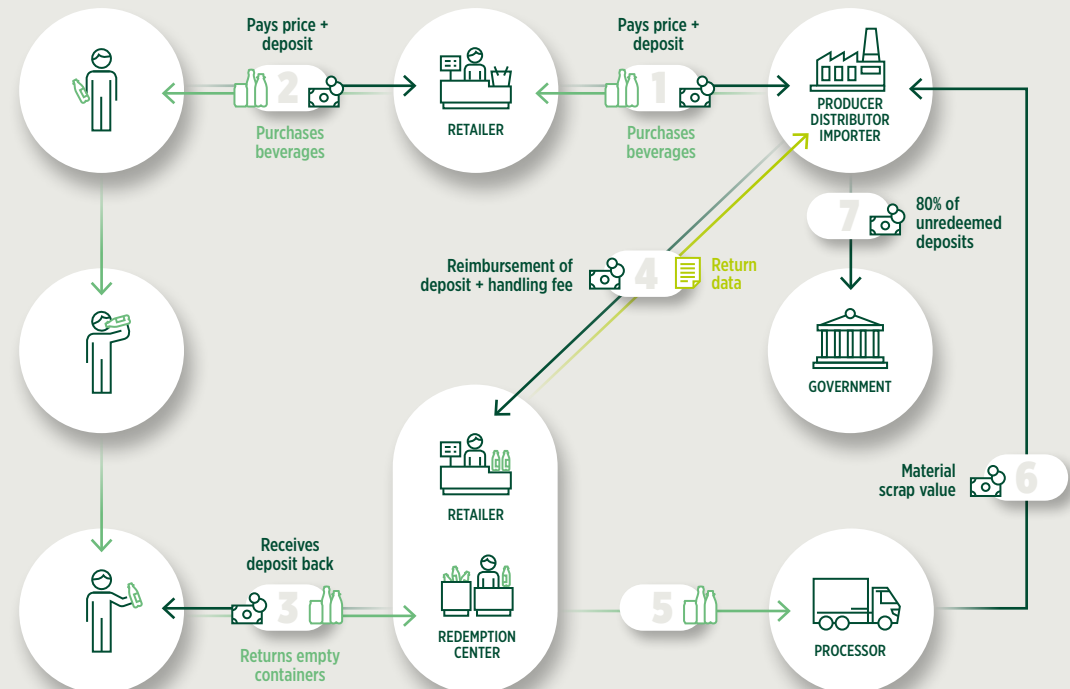 Pays price +
deposit
2
Purchases
beverages
RETAILER
Pays price +
deposit
1
Purchases
beverages
PRODUCER
DISTRIBUTOR
IMPORTER
7
80% of
unredeemed
deposits
Reimbursement of
deposit + handling fee
4
Return
data
GOVERNMENT
RETAILER
Material
scrap value
6
Receives
deposit back
3
Returns empty
containers
REDEMPTION
CENTER
5
PROCESSOR